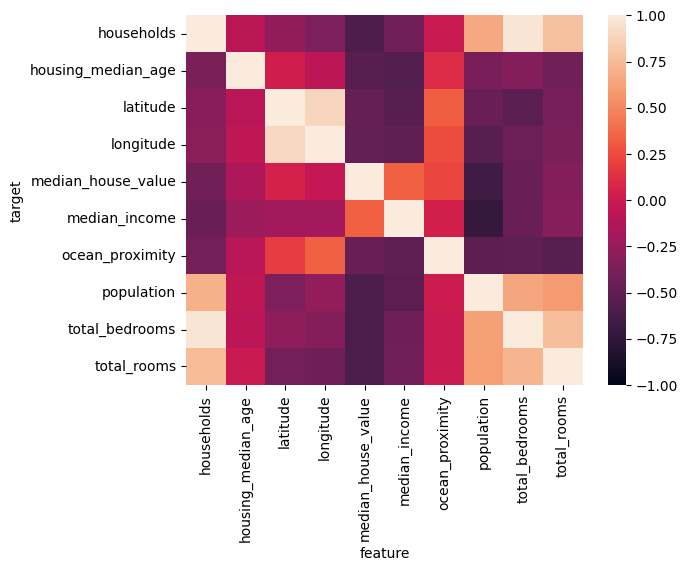 households
housing_median_age
latitude
longitude
median_house_value
median_income
ocean_proximity
population
total_bedrooms
total_rooms
target
households
housing_median_age
latitude
longitude
median_house_value
median_income
ocean_proximity
population
total_bedrooms
total_rooms
feature
1.00
0.75
0.50
0.25
0.00
−0.25
−0.50
−0.75
−1.00